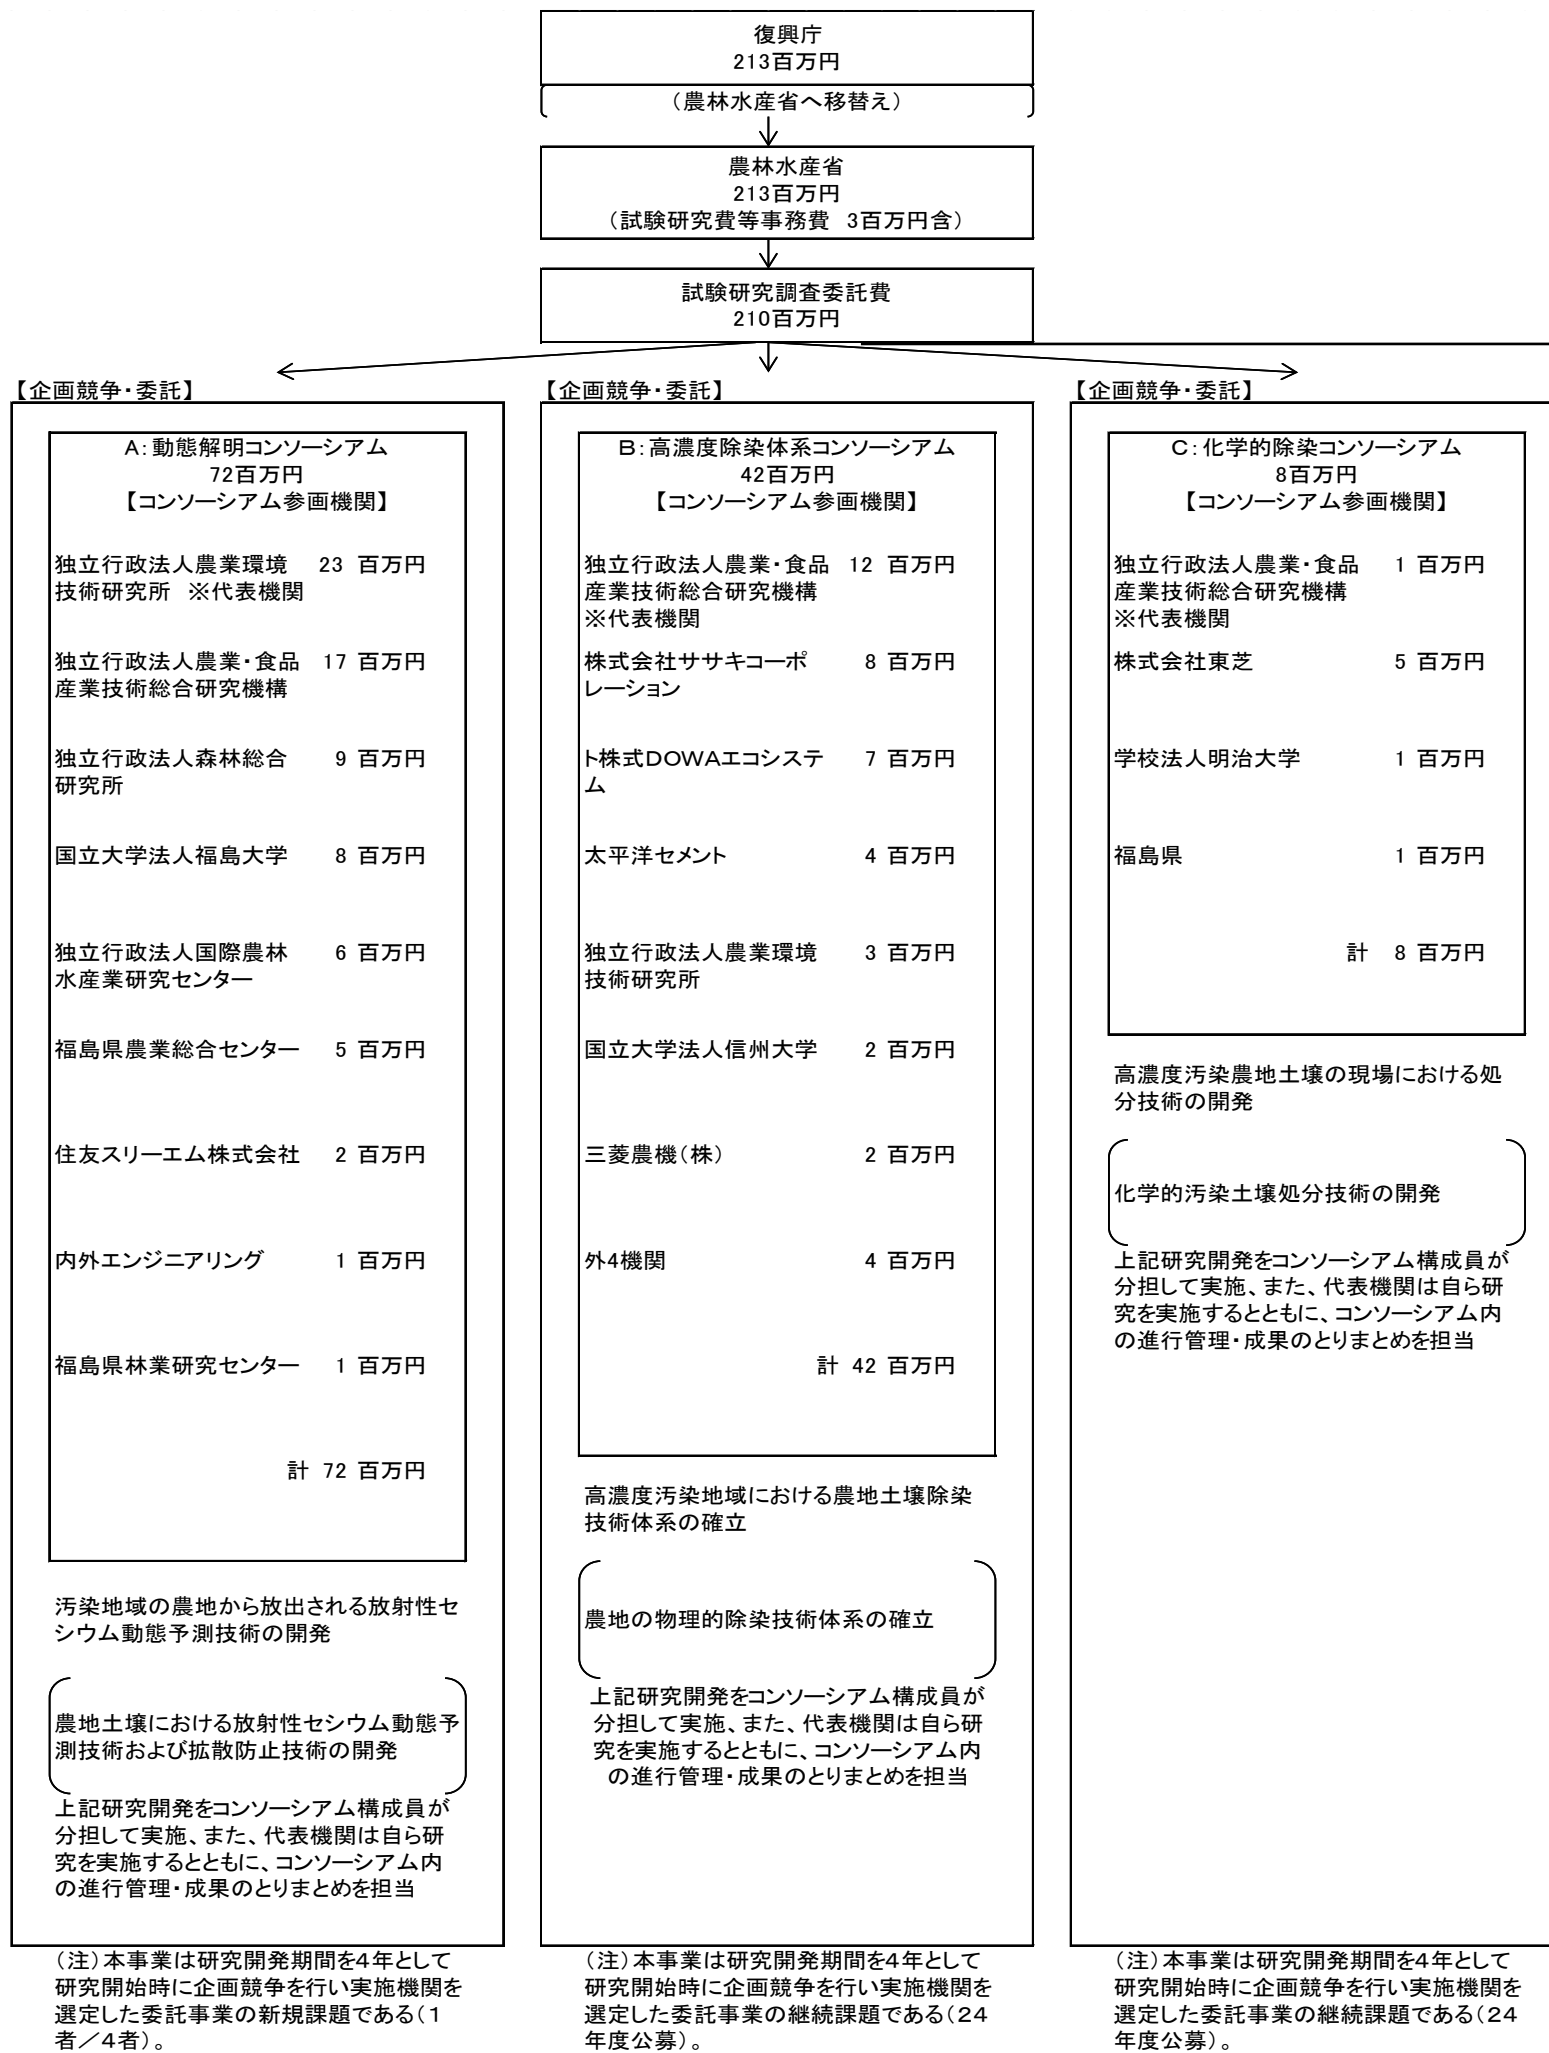 復興庁
213百万円
（農林水産省へ移替え）
農林水産省
213百万円
（試験研究費等事務費 3百万円含）
試験研究調査委託費
210百万円
【企画競争・委託】
A：動態解明コンソーシアム
72百万円
【コンソーシアム参画機関】
独立行政法人農業環境 23 百万円
技術研究所 ※代表機関
独立行政法人農業・食品 17 百万円
産業技術総合研究機構
独立行政法人森林総合 9 百万円
研究所
国立大学法人福島大学 8 百万円
独立行政法人国際農林 6 百万円
水産業研究センター
福島県農業総合センター 5 百万円
住友スリーエム株式会社 2 百万円
内外エンジニアリング 1 百万円
福島県林業研究センター 1 百万円
計 72 百万円
汚染地域の農地から放出される放射性セ
シウム動態予測技術の開発
農地土壌における放射性セシウム動態予
測技術および拡散防止技術の開発
上記研究開発をコンソーシアム構成員が
分担して実施、また、代表機関は自ら研
究を実施するとともに、コンソーシアム内
の進行管理・成果のとりまとめを担当
（注）本事業は研究開発期間を4年として
研究開始時に企画競争を行い実施機関を
選定した委託事業の新規課題である（１
者／４者）。
【企画競争・委託】
Ｂ：高濃度除染体系コンソーシアム
42百万円
【コンソーシアム参画機関】
独立行政法人農業・食品 12 百万円
産業技術総合研究機構
※代表機関
株式会社ササキコーポ 8 百万円
レーション
ト株式DOWAエコシステ 7 百万円
ム
太平洋セメント 4 百万円
独立行政法人農業環境 3 百万円
技術研究所
国立大学法人信州大学 2 百万円
三菱農機（株） 2 百万円
外4機関 4 百万円
計 42 百万円
高濃度汚染地域における農地土壌除染
技術体系の確立
農地の物理的除染技術体系の確立
上記研究開発をコンソーシアム構成員が
分担して実施、また、代表機関は自ら研
究を実施するとともに、コンソーシアム内
の進行管理・成果のとりまとめを担当
（注）本事業は研究開発期間を4年として
研究開始時に企画競争を行い実施機関を
選定した委託事業の継続課題である（２４
年度公募）。
【企画競争・委託】
Ｃ：化学的除染コンソーシアム
8百万円
【コンソーシアム参画機関】
独立行政法人農業・食品 1 百万円
産業技術総合研究機構
※代表機関
株式会社東芝 5 百万円
学校法人明治大学 1 百万円
福島県 1 百万円
計 8 百万円
高濃度汚染農地土壌の現場における処
分技術の開発
化学的汚染土壌処分技術の開発
上記研究開発をコンソーシアム構成員が
分担して実施、また、代表機関は自ら研
究を実施するとともに、コンソーシアム内
の進行管理・成果のとりまとめを担当
（注）本事業は研究開発期間を4年として
研究開始時に企画競争を行い実施機関を
選定した委託事業の継続課題である（２４
年度公募）。